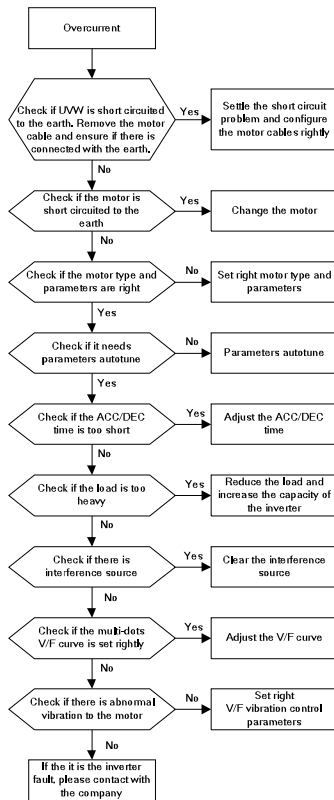 Overcurrent
Check if UVW is short circuited
to the earth. Remove the motor
cable and ensure if there is
connected with the earth.
Yes
Settle the short circuit
problem and configure
the motor cables rightly
No
Check if the motor is
short circuited to the
earth
Yes
Change the motor
No
Check if the motor type and
parameters are right
No
Set right motor type and
parameters
Yes
Check if it needs
parameters autotune
No
Parameters autotune
Yes
Check if the ACC/DEC
time is too short
Yes
Adjust the ACC/DEC
time
No
Check if the load is too
heavy
Yes
Reduce the load and
increase the capacity of
the inverter
No
Check if there is
interference source
Yes
Clear the interference
source
No
Check if the multi-dots
V/F curve is set rightly
Yes
Adjust the V/F curve
No
Check if there is abnormal
vibration to the motor
No
Set right
V/F vibration control
parameters
No
If the it is the inverter
fault, please contact with
the company